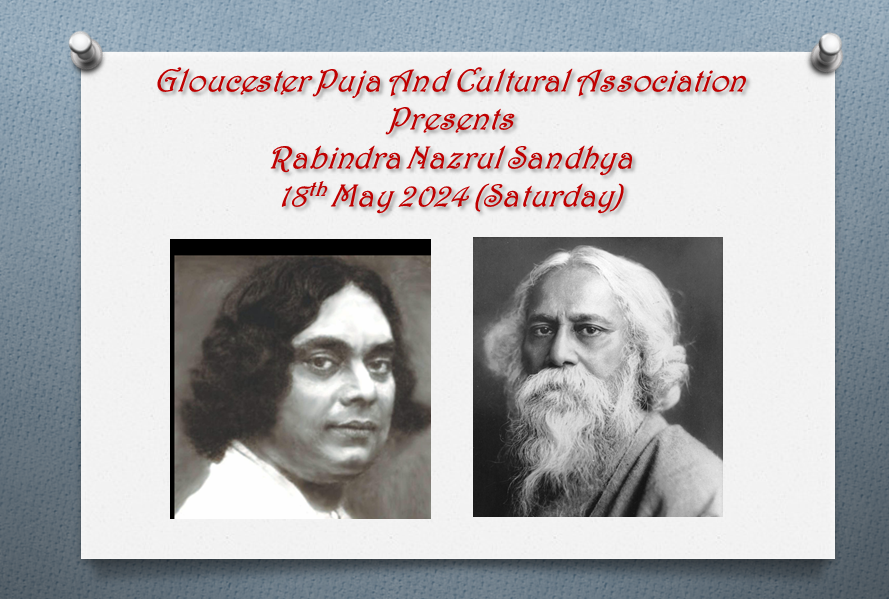 Gloucester Puja And Cultural Association
Presents
Rabindra Nazrul Sandhya
18th May 2024 (Saturday)